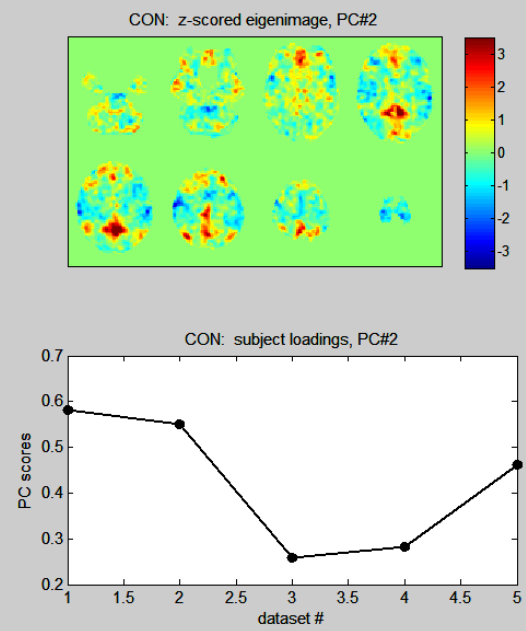 CON: z-scored eigenimage, PC#2
3
2
1
0
-1
-2
-3
CON: subject loadings, PC#2
0.7
0.6
0.5
0.4
0.3
0.2
PC scores
1 1.5 2 2.5 3 3.5 4 4.5 5
dataset #